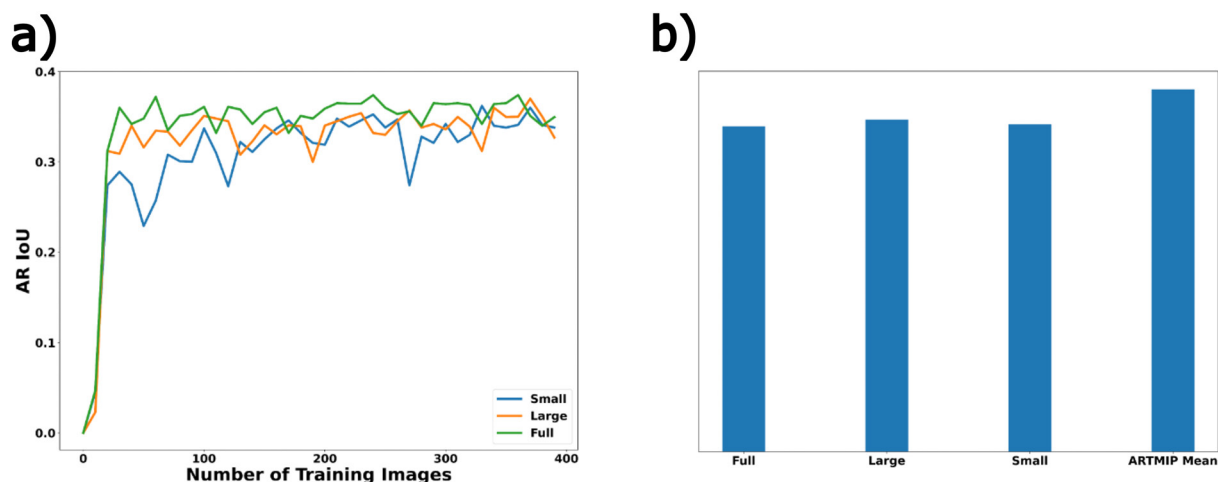 a)
0.4
0.3
0.2
0.1
0.0
AR IoU
0 100 200 300 400
Number of Training Images
Small
Large
Full
b)
Full Large Small ARTMIP Mean